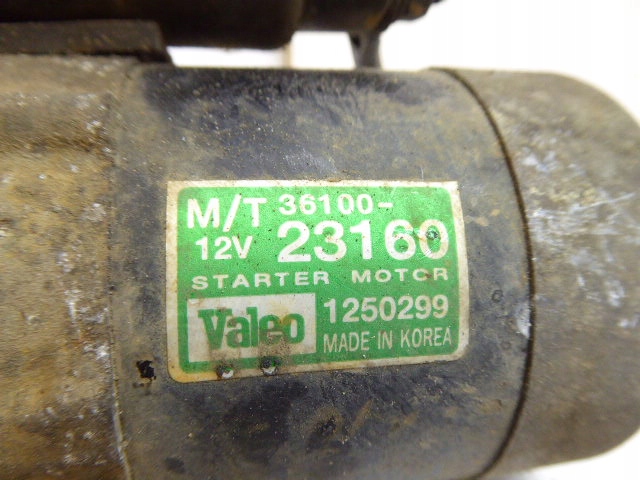 M/T 36100-
12V 23160
STARTER MOTOR
Valeo 1250299
MADE IN KOREA